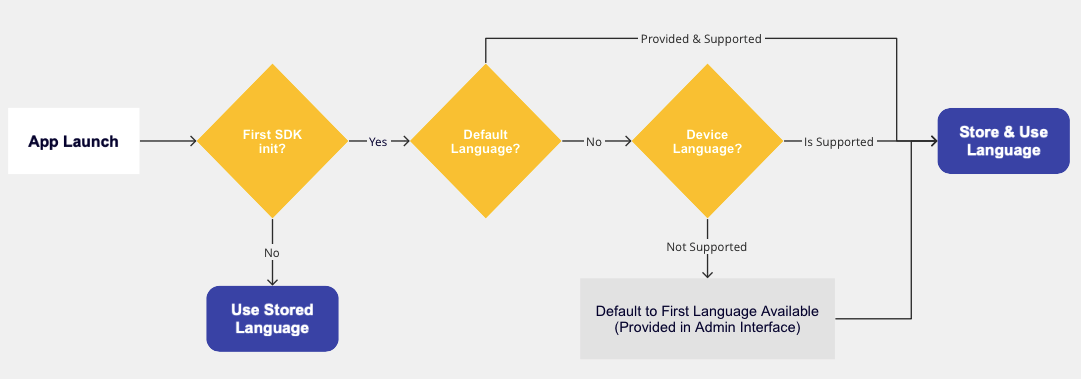 Provided & Supported
App Launch
First SDK
init?
Yes
Default
Language?
No
Device
Language?
Is Supported
Store & Use
Language
No
Not Supported
Use Stored
Language
Default to First Language Available
(Provided in Admin Interface)